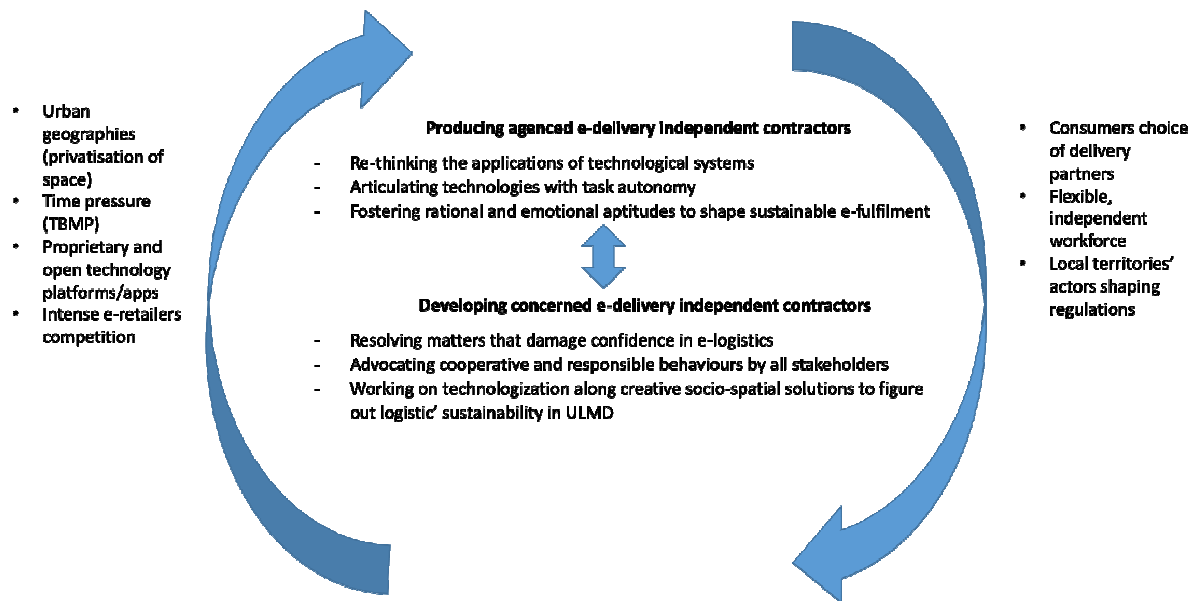 • Urban
geographies
(privatisation of
space)
• Time pressure
(TBMP)
• Proprietary and
open technology
platforms/apps
• Intense e-retailers
competition
Producing agenced e-delivery independent contractors
- Re-thinking the applications of technological systems
- Articulating technologies with task autonomy
- Fostering rational and emotional aptitudes to shape sustainable e-fulfilment
Developing concerned e-delivery independent contractors
- Resolving matters that damage confidence in e-logistics
- Advocating cooperative and responsible behaviours by all stakeholders
- Working on technologization along creative socio-spatial solutions to figure
out logistic’ sustainability in ULMD
• Consumers choice
of delivery
partners
• Flexible,
independent
workforce
• Local territories’
actors shaping
regulations